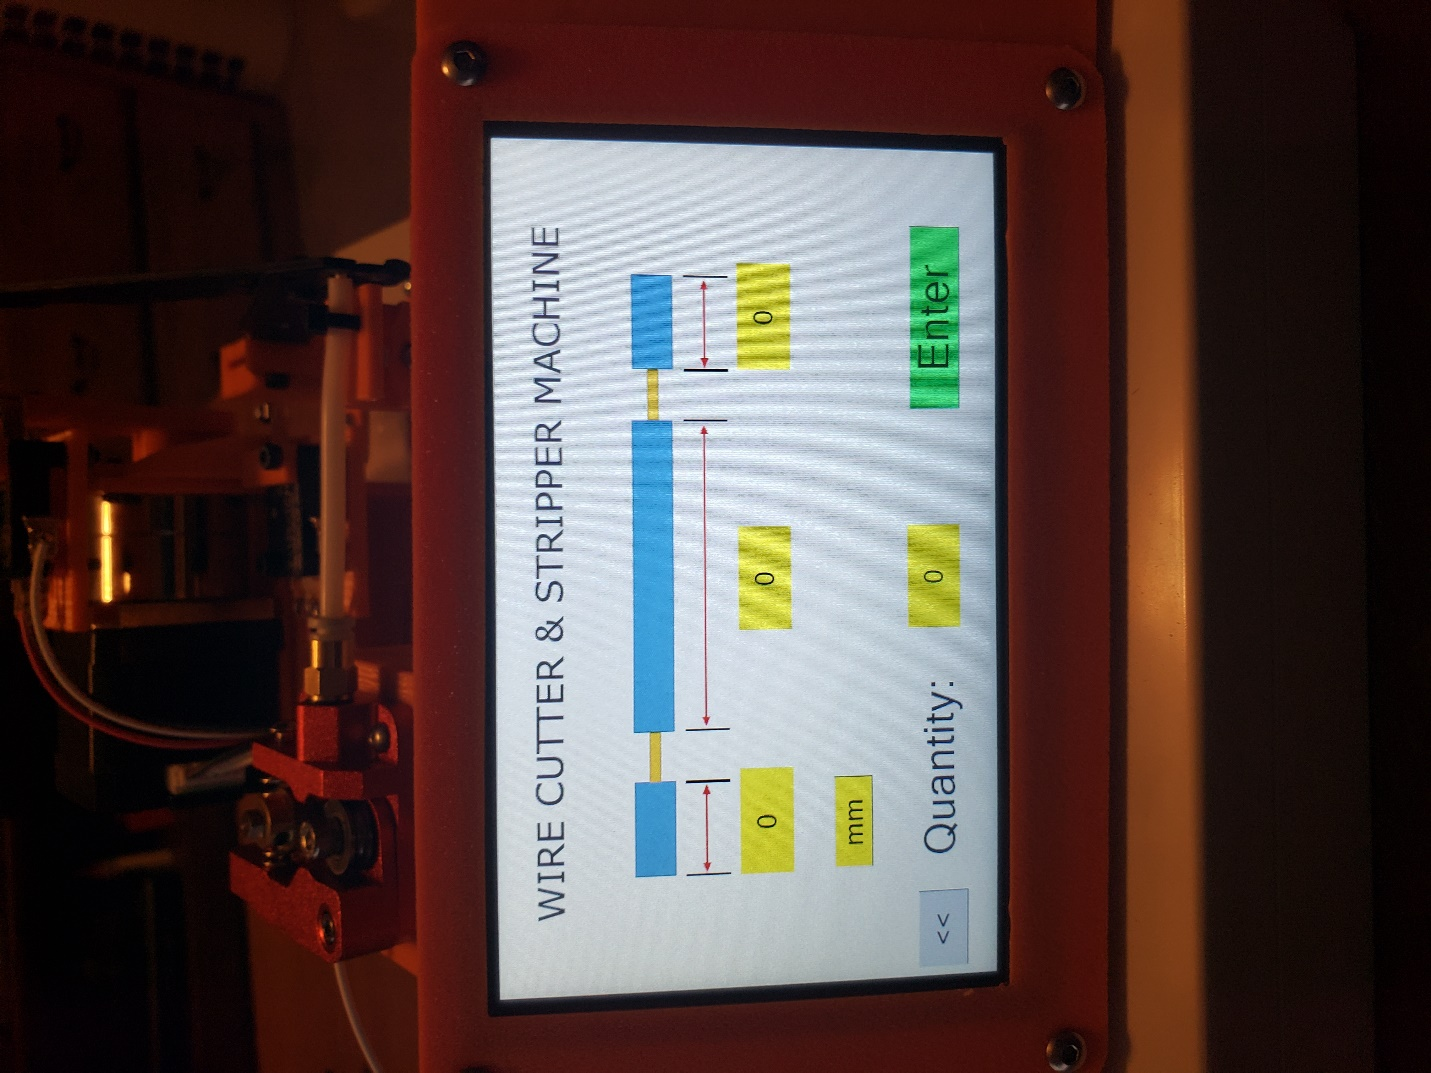 WIRE CUTTER & STRIPPER MACHINE
0 0 0
mm
<< Quantity: 0 Enter